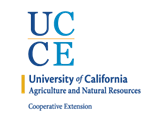 UC
CE
University of California
Agriculture and Natural Resources
Cooperative Extension